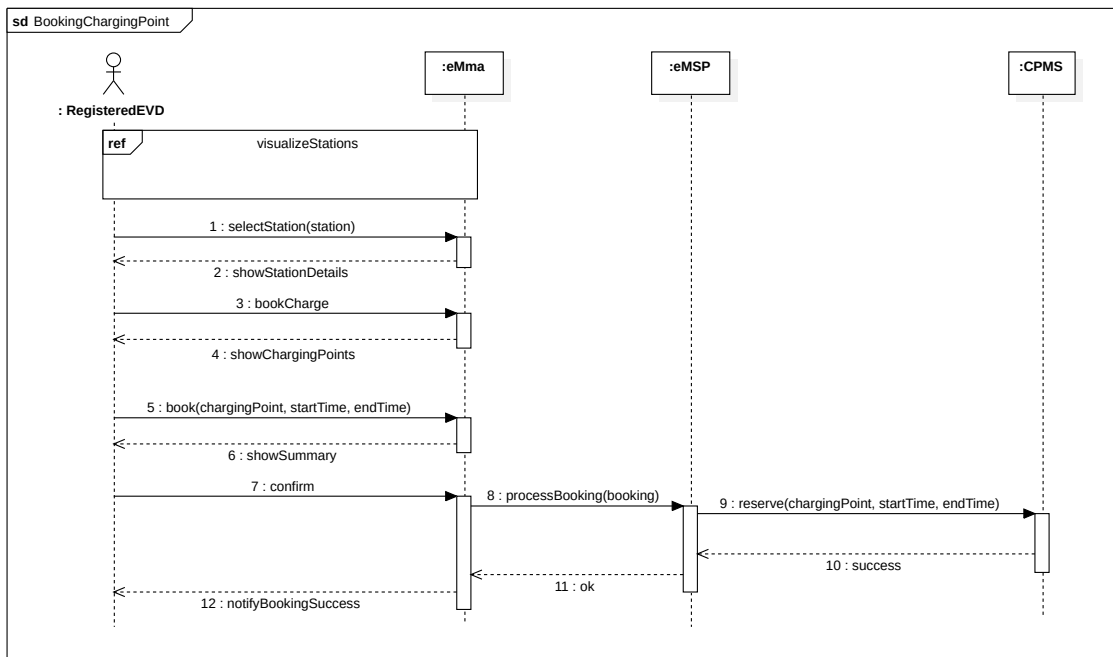 sd BookingChargingPoint
: RegisteredEVD
:eMma
:eMSP
:CPMS
ref
visualizeStations
1 : selectStation(station)
2 : showStationDetails
3 : bookCharge
4 : showChargingPoints
5 : book(chargingPoint, startTime, endTime)
6 : showSummary
7 : confirm
8 : processBooking(booking)
9 : reserve(chargingPoint, startTime, endTime)
10 : success
11 : ok
12 : notifyBookingSuccess